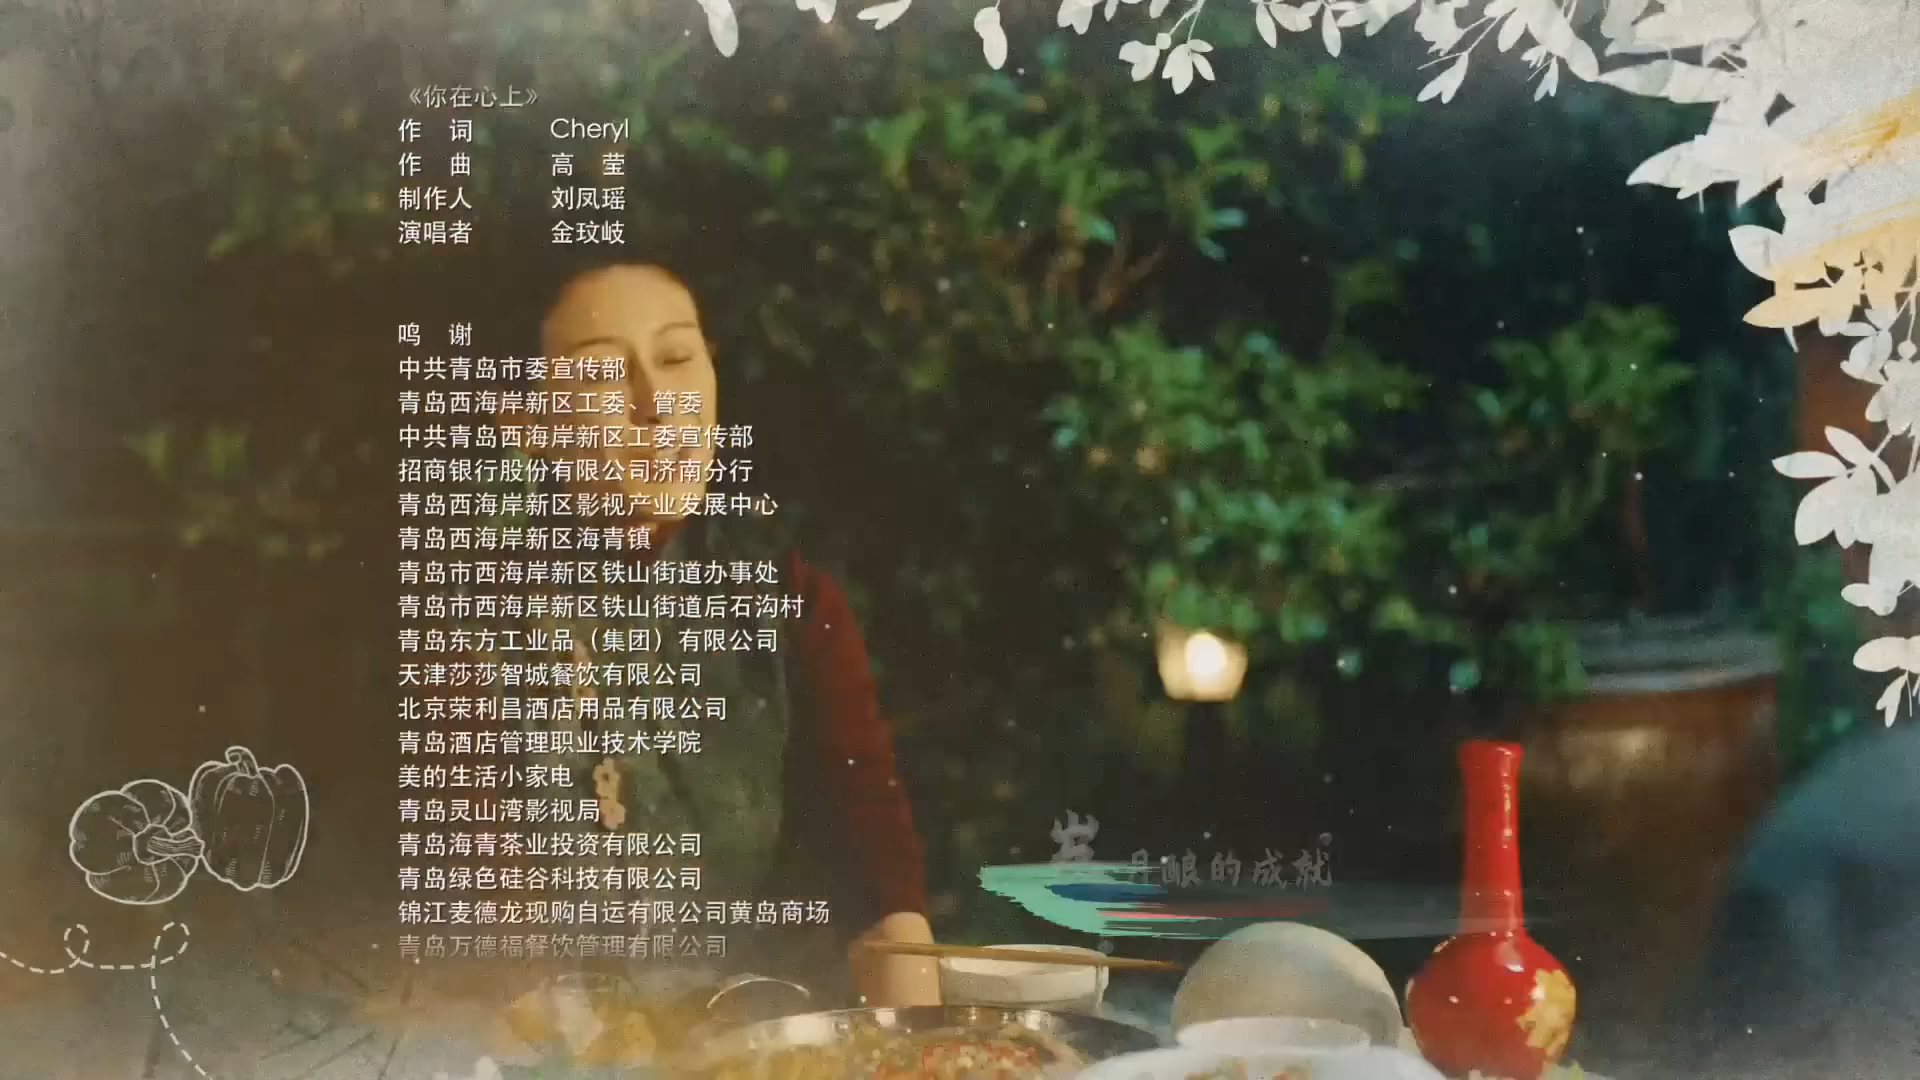 《你在心上》
作 词 Cheryl
作 曲 高 莹
制作人 刘凤瑶
演唱者 金玟岐
鸣 谢
中共青岛市委宣传部
青岛西海岸新区工委、管委
中共青岛西海岸新区工委宣传部
招商银行股份有限公司济南分行
青岛西海岸新区影视产业发展中心
青岛西海岸新区海青镇
青岛市西海岸新区铁山街道办事处
青岛市西海岸新区铁山街道后石沟村
青岛东方工业品（集团）有限公司
天津莎莎智城餐饮有限公司
北京荣利昌酒店用品有限公司
青岛酒店管理职业技术学院
美的生活小家电
青岛灵山湾影视局
青岛海青茶业投资有限公司
青岛绿色硅谷科技有限公司
锦江麦德龙现购自运有限公司黄岛商场
青岛万德福餐饮管理有限公司
岁月酿的成就